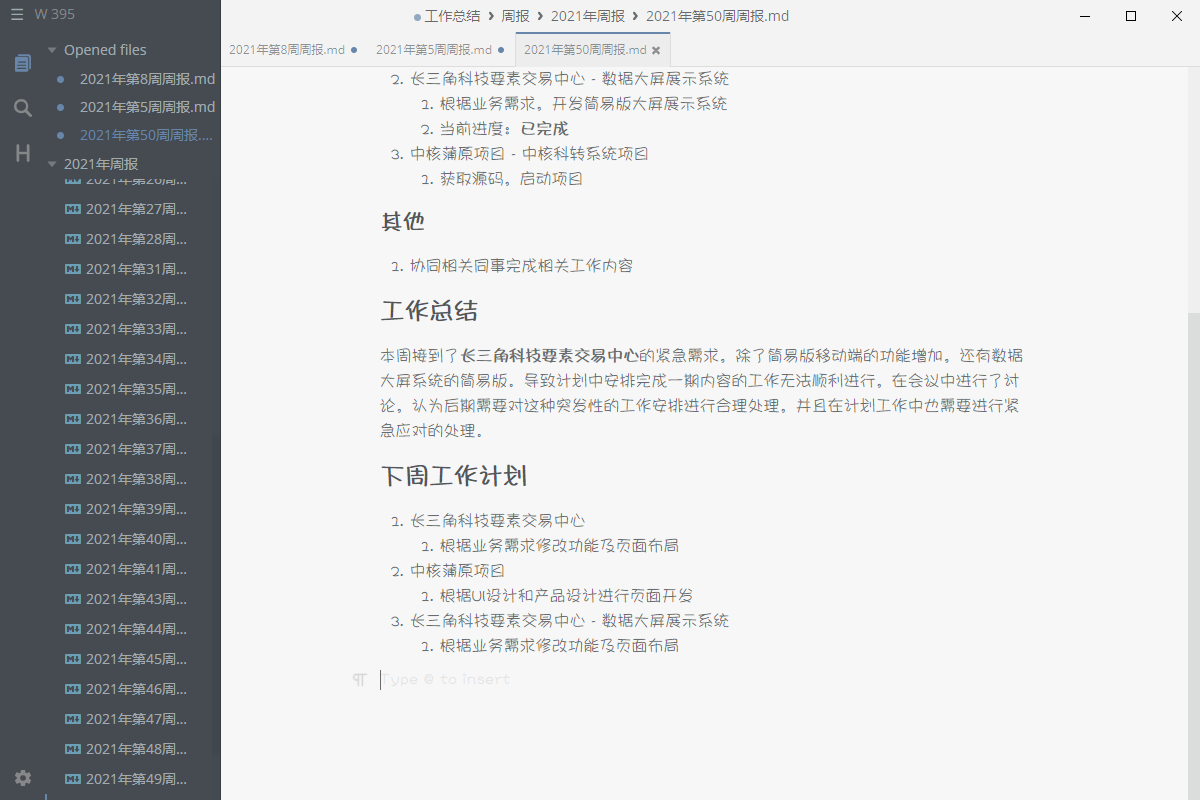 W 395
工作总结 > 周报 > 2021年周报 > 2021年第50周周报.md
Opened files
2021年第8周周报.md
2021年第5周周报.md
2021年第50周周报....
2021年周报
2021年第26周...
2021年第27周...
2021年第28周...
2021年第31周...
2021年第32周...
2021年第33周...
2021年第34周...
2021年第35周...
2021年第36周...
2021年第37周...
2021年第38周...
2021年第39周...
2021年第40周...
2021年第41周...
2021年第43周...
2021年第44周...
2021年第45周...
2021年第46周...
2021年第47周...
2021年第48周...
2021年第49周...
2021年第8周周报.md
2021年第5周周报.md
2021年第50周周报.md
2. 长三角科技要素交易中心 - 数据大屏展示系统
1. 根据业务需求，开发简易版大屏展示系统
2. 当前进度：已完成
3. 中核蒲原项目 - 中核科转系统项目
1. 获取源码，启动项目
其他
1. 协同相关同事完成相关工作内容
工作总结
本周接到了长三角科技要素交易中心的紧急需求，除了简易版移动端的功能增加，还有数据
大屏系统的简易版，导致计划中安排完成一期内容的工作无法顺利进行，在会议中进行了讨
论，认为后期需要对这种突发性的工作安排进行合理处理，并且在计划工作中也需要进行紧
急应对的处理。
下周工作计划
1. 长三角科技要素交易中心
1. 根据业务需求修改功能及页面布局
2. 中核蒲原项目
1. 根据UI设计和产品设计进行页面开发
3. 长三角科技要素交易中心 - 数据大屏展示系统
1. 根据业务需求修改功能及页面布局
Type @ to insert